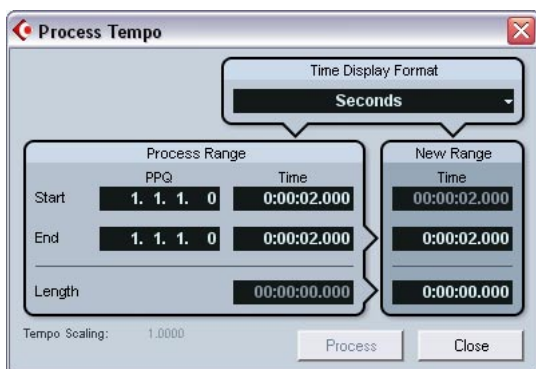 Process Tempo
Time Display Format
Seconds
Process Range
New Range
PPQ Time
Time
Start 1. 1. 1. 0 0:00:02.000
00:00:02.000
End 1. 1. 1. 0 0:00:02.000
0:00:02.000
Length 00:00:00.000
0:00:00.000
Tempo Scaling: 1.0000
Process
Close